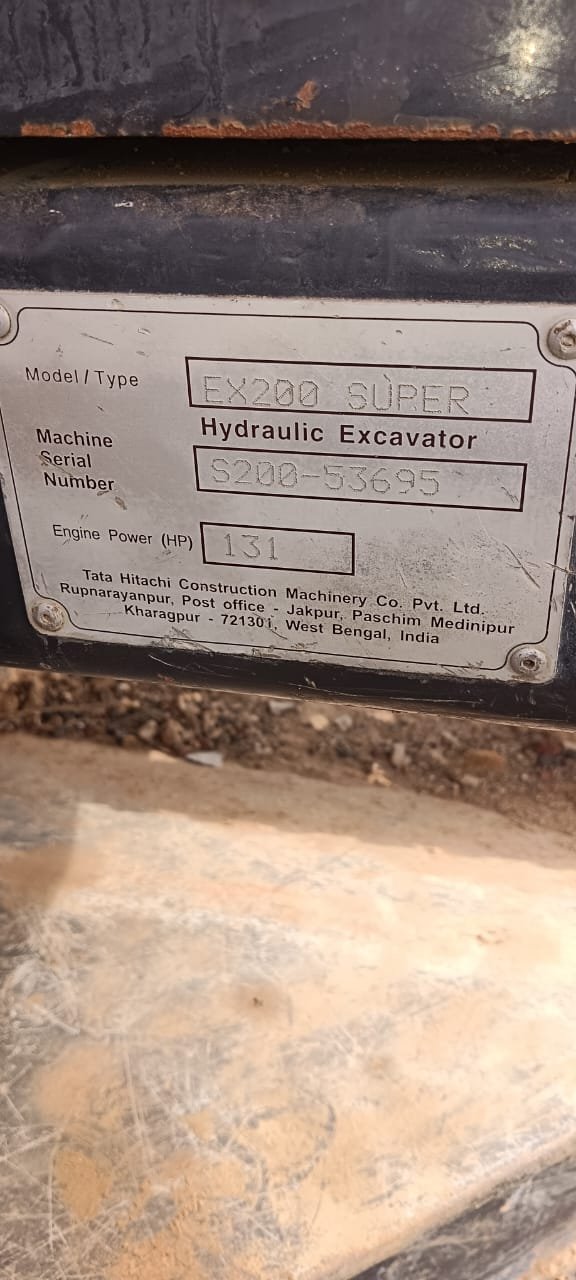 Model / Type EX200 SUPER
Hydraulic Excavator
Machine
Serial
Number S200-53695
Engine Power (HP) 131
Tata Hitachi Construction Machinery Co. Pvt. Ltd.
Rupnarayanpur, Post office - Jakpur, Paschim Medinipur
Kharagpur - 721301, West Bengal, India